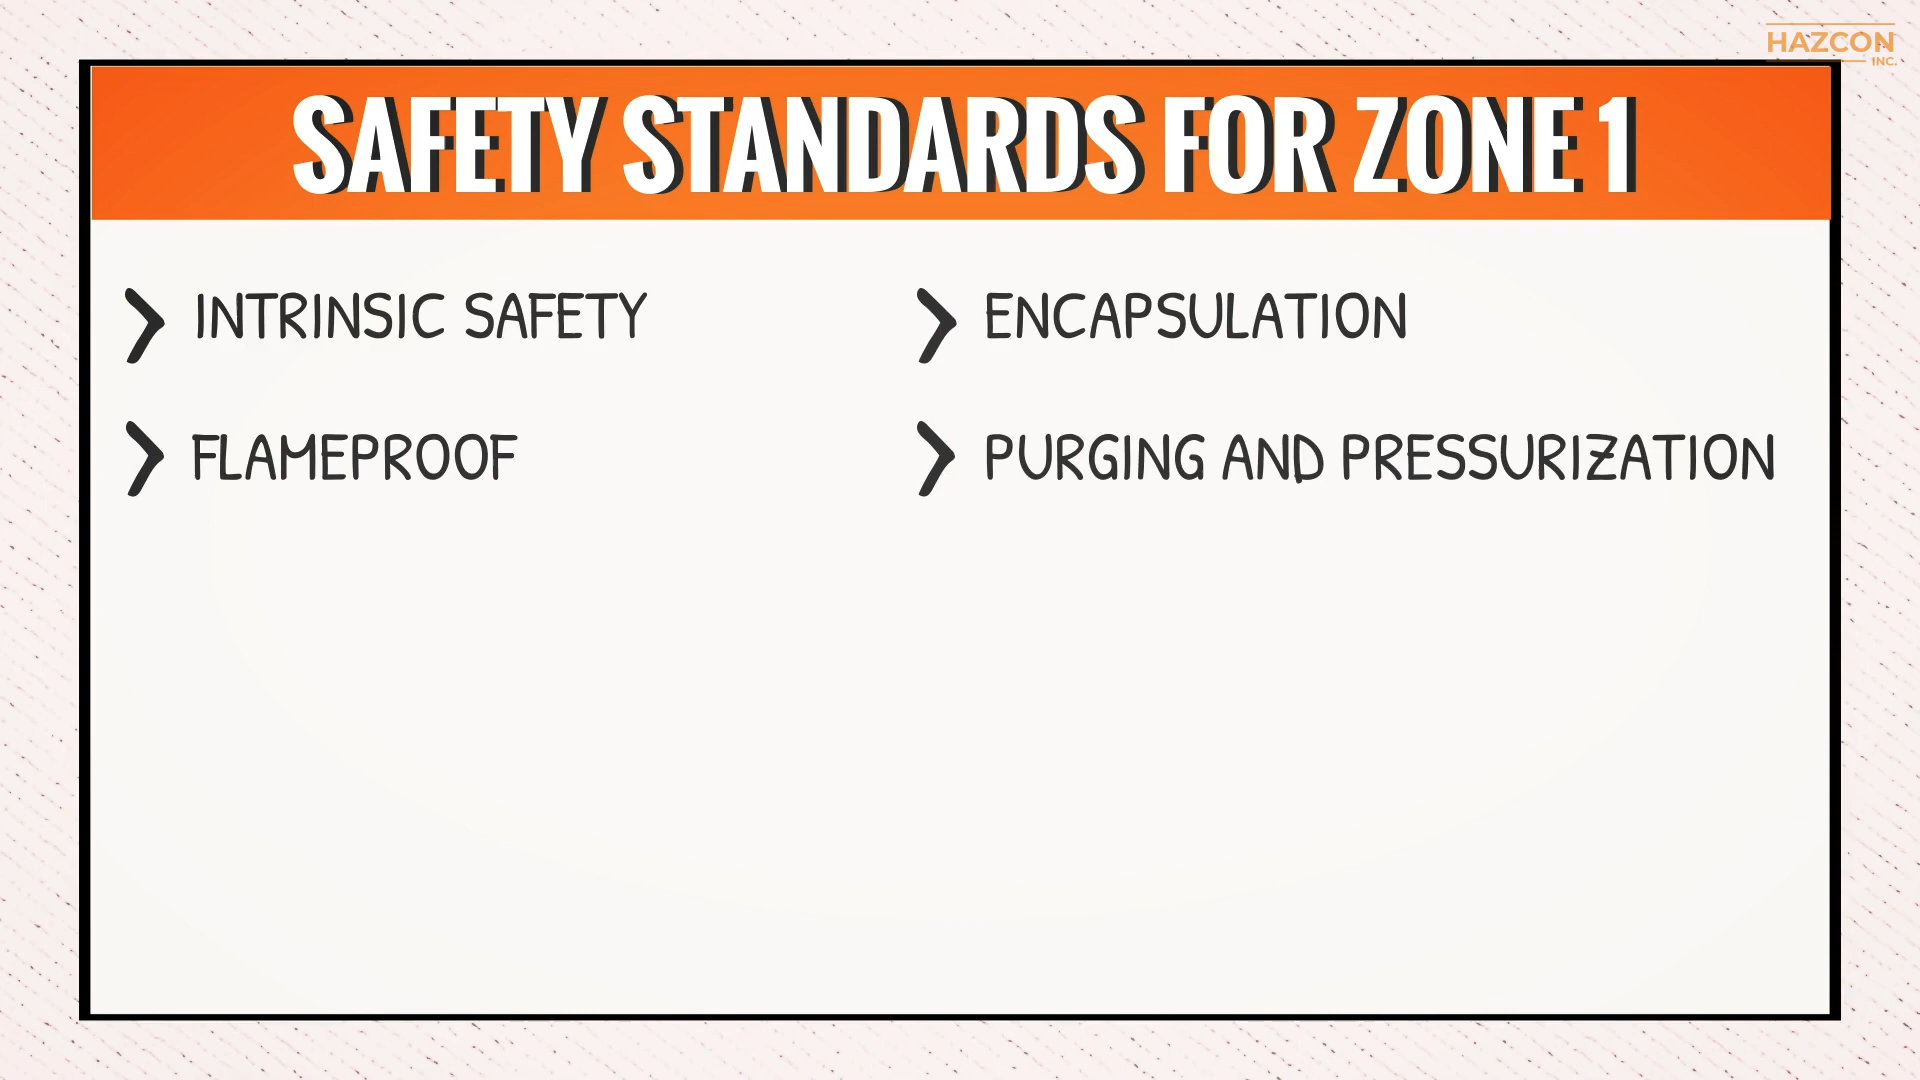 HAZCON
INC.
SAFETY STANDARDS FOR ZONE 1
INTRINSIC SAFETY
ENCAPSULATION
FLAMEPROOF
PURGING AND PRESSURIZATION